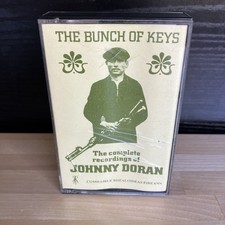 THE BUNCH OF KEYS
The complete
recordings of
JOHNNY DORAN